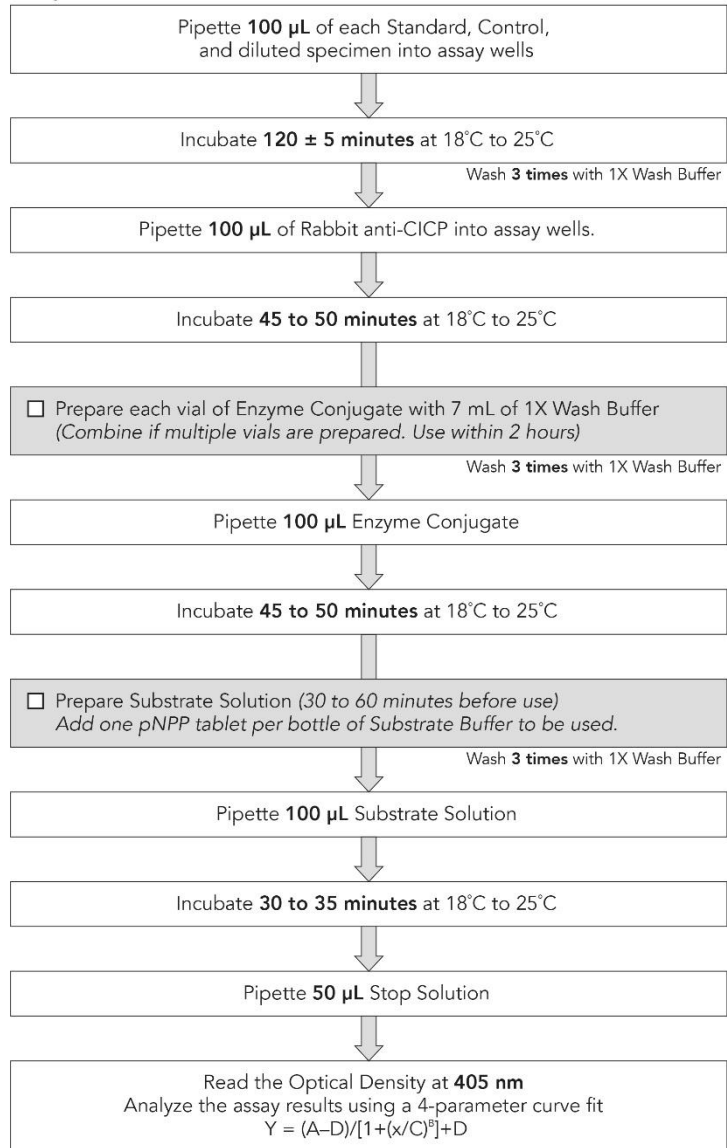 Pipette 100 µL of each Standard, Control,
and diluted specimen into assay wells
Incubate 120 ± 5 minutes at 18˚C to 25˚C
Wash 3 times with 1X Wash Buffer
Pipette 100 µL of Rabbit anti-CICP into assay wells.
Incubate 45 to 50 minutes at 18˚C to 25˚C
Prepare each vial of Enzyme Conjugate with 7 mL of 1X Wash Buffer
(Combine if multiple vials are prepared. Use within 2 hours)
Wash 3 times with 1X Wash Buffer
Pipette 100 µL Enzyme Conjugate
Incubate 45 to 50 minutes at 18˚C to 25˚C
Prepare Substrate Solution (30 to 60 minutes before use)
Add one pNPP tablet per bottle of Substrate Buffer to be used.
Wash 3 times with 1X Wash Buffer
Pipette 100 µL Substrate Solution
Incubate 30 to 35 minutes at 18˚C to 25˚C
Pipette 50 µL Stop Solution
Read the Optical Density at 405 nm
Analyze the assay results using a 4-parameter curve fit
Y = (A–D)/[1+(x/C)ᴮ]+D